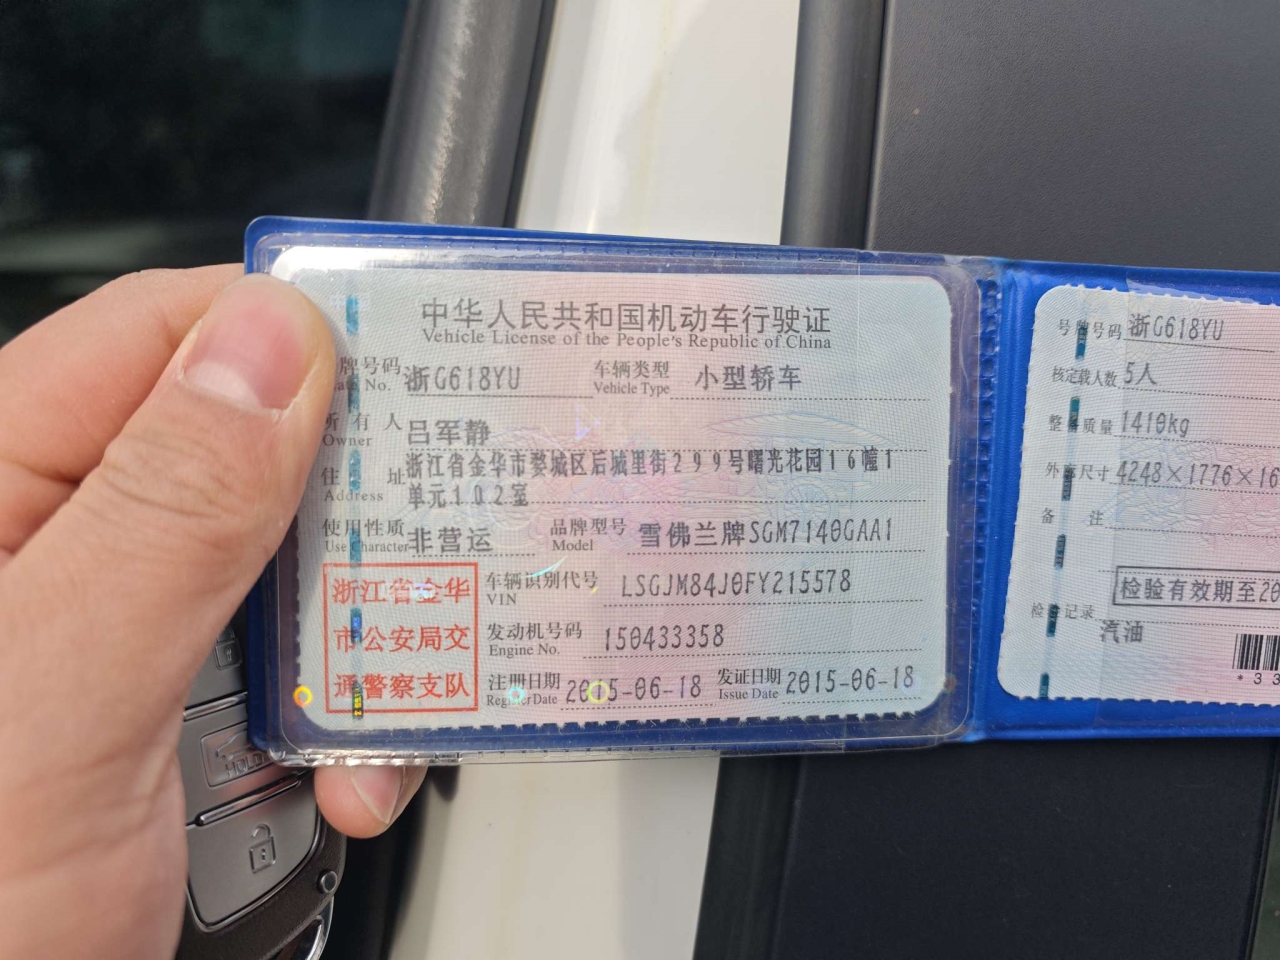 中华人民共和国机动车行驶证
Vehicle License of the People's Republic of China
牌号码 浙G618YU 车辆类型 小型轿车
No. Vehicle Type
所有人 吕军静
Owner
住址 浙江省金华市婺城区后城里街299号曙光花园16幢1
Address 单元102室
使用性质 非营运 品牌型号 雪佛兰牌SGM7140GAA1
Use Character Model
浙江省金华
市公安局交
通警察支队
车辆识别代号 LSGJM84J0FY215578
VIN
发动机号码 150433358
Engine No.
注册日期 2015-06-18 发证日期 2015-06-18
Register Date Issue Date
号牌号码 浙G618YU
核定载人数 5人
整备质量 1410kg
外廓尺寸 4248×1776×16
备注
检验有效期至20
检验记录
汽油
*33
HOLD